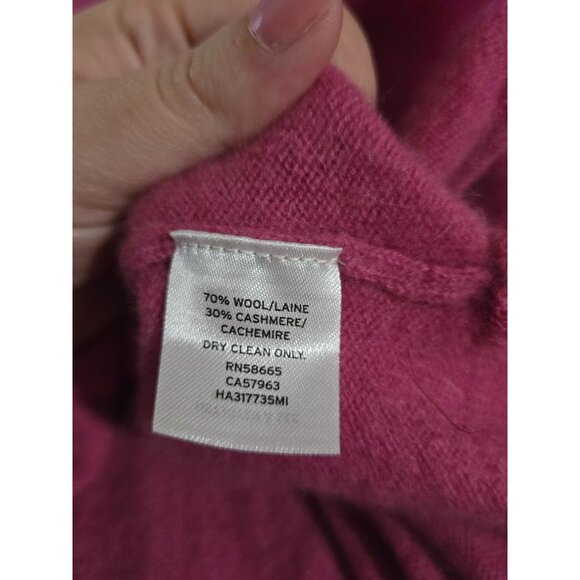 70% WOOL/LAINE
30% CASHMERE/
CACHEMIRE
DRY CLEAN ONLY.
RN58665
CA57963
HA317735MI